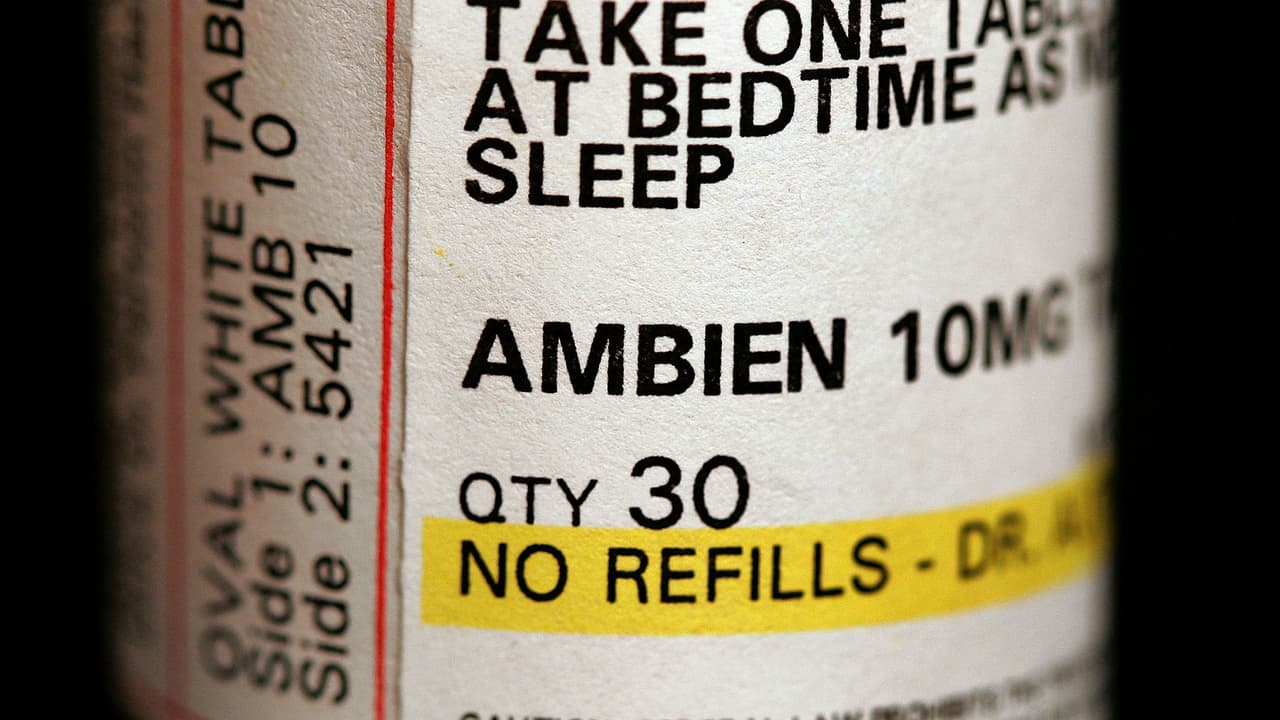 OVAL WHITE
Side 1: AMB 10
Side 2: 5421
TAKE ONE
AT BEDTIME AS
SLEEP
AMBIEN 10MG
QTY 30
NO REFILLS - DR.
LAW